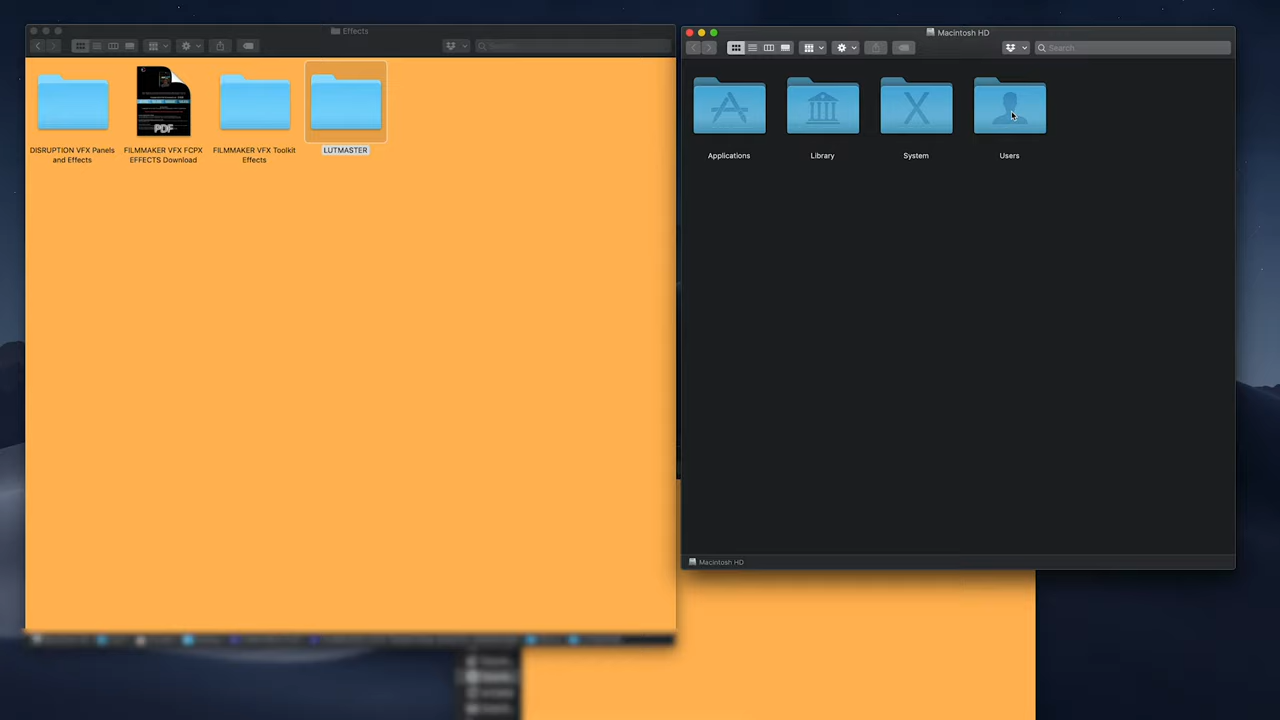 Effects
DISRUPTION VFX Panels
and Effects
PDF
FILMMAKER VFX FCPX
EFFECTS Download
FILMMAKER VFX Toolkit
Effects
LUTMASTER
Macintosh HD
Search
Applications
Library
System
Users
Macintosh HD